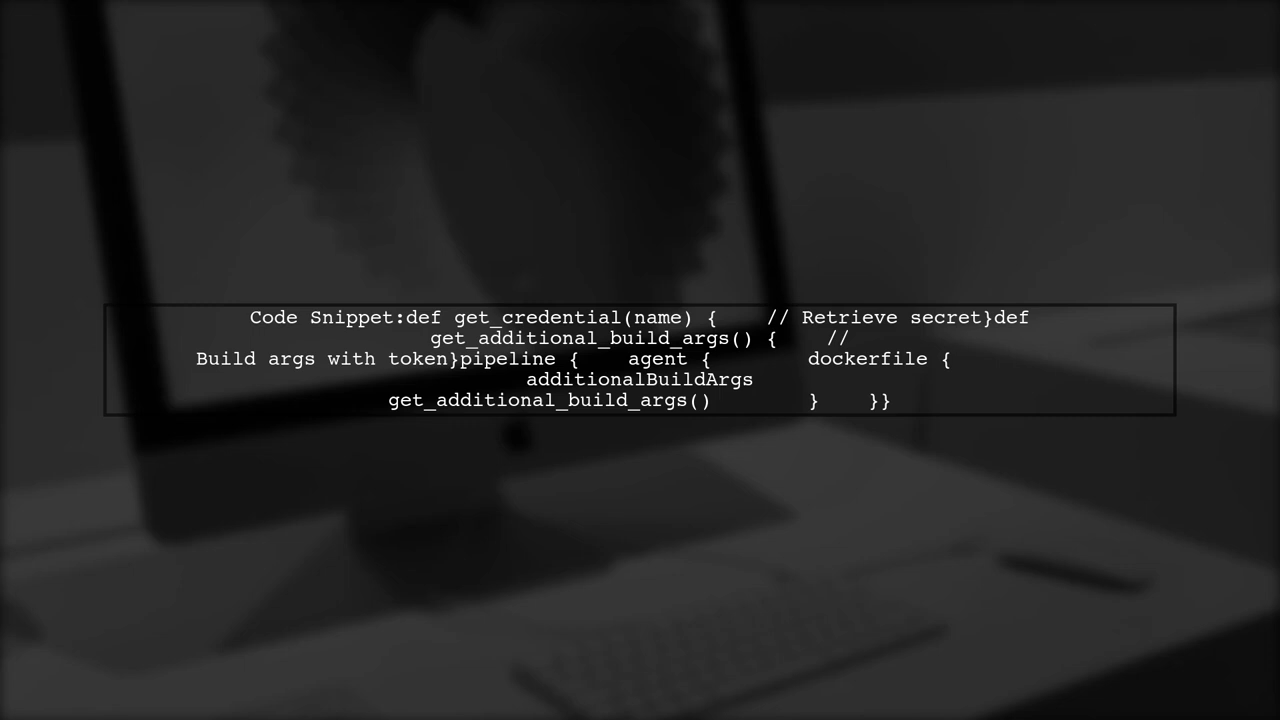 Code Snippet:def get_credential(name) {    // Retrieve secret}def
get_additional_build_args() {    //
Build args with token}pipeline {    agent {        dockerfile {
additionalBuildArgs
get_additional_build_args()        }    }}